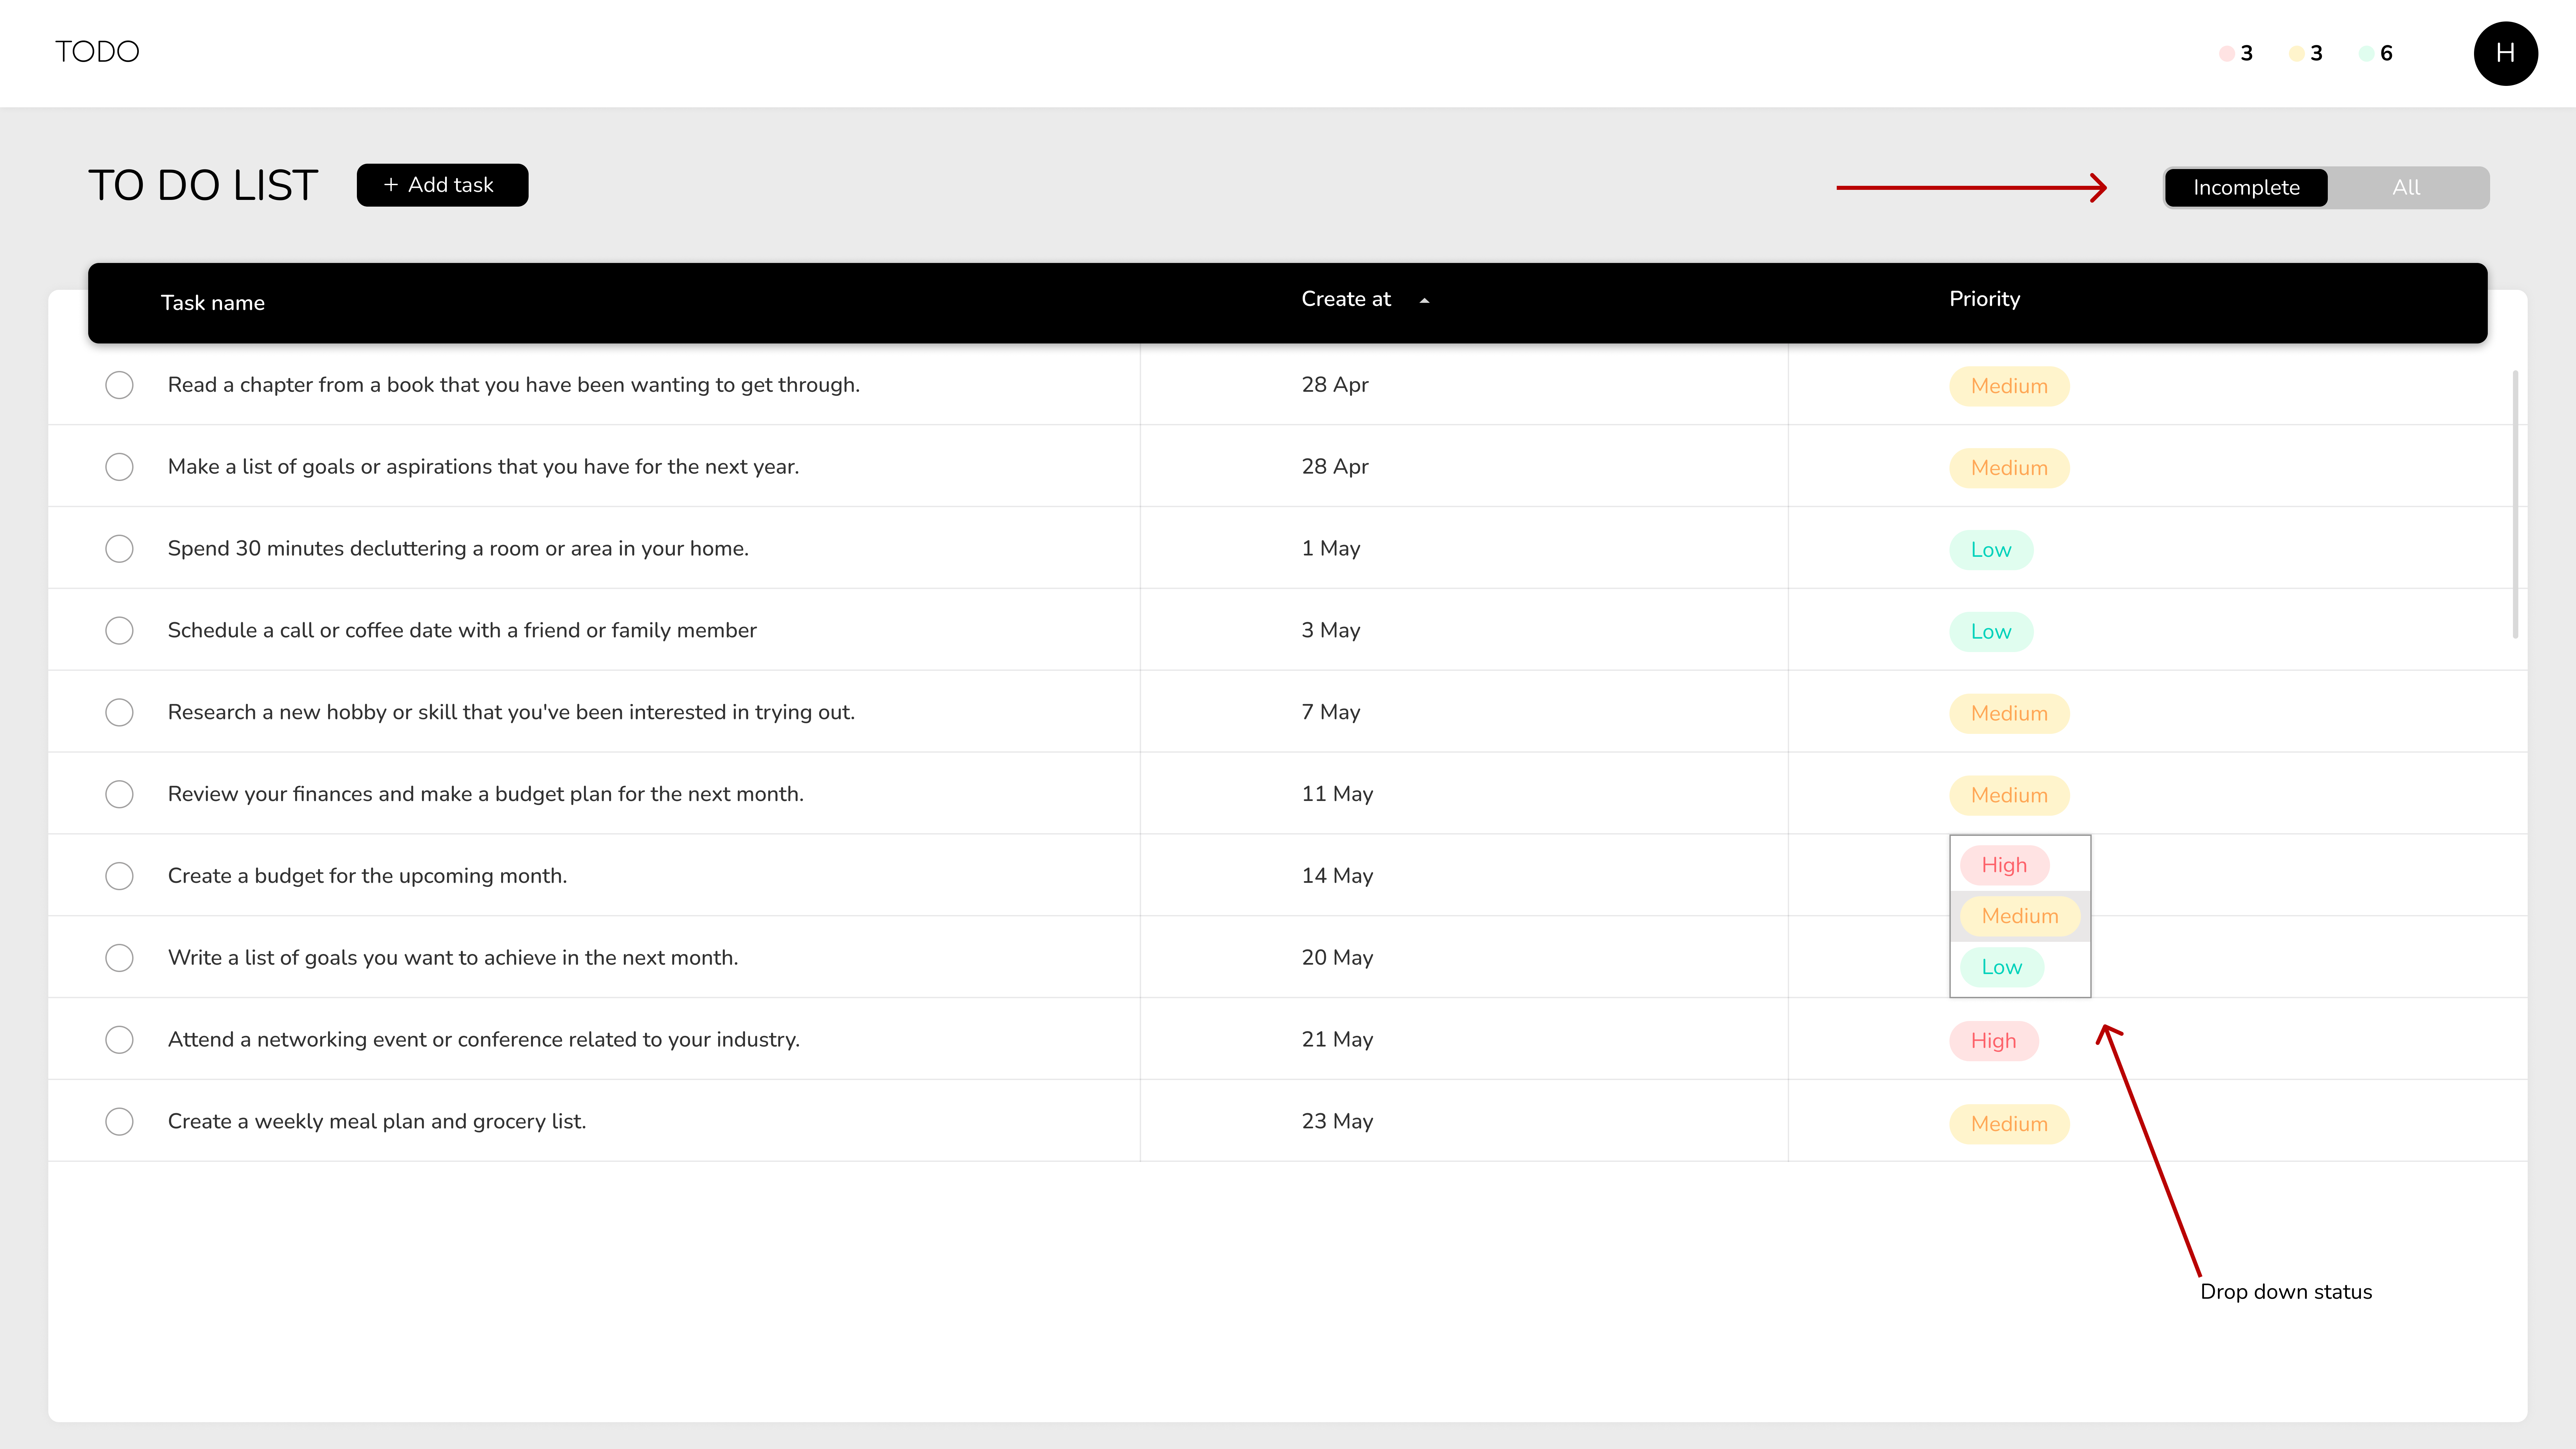 TODO 3 3 6 H
TO DO LIST + Add task Incomplete All
Task name Create at Priority
Read a chapter from a book that you have been wanting to get through. 28 Apr Medium
Make a list of goals or aspirations that you have for the next year. 28 Apr Medium
Spend 30 minutes decluttering a room or area in your home. 1 May Low
Schedule a call or coffee date with a friend or family member 3 May Low
Research a new hobby or skill that you've been interested in trying out. 7 May Medium
Review your finances and make a budget plan for the next month. 11 May Medium
Create a budget for the upcoming month. 14 May High
Medium
Write a list of goals you want to achieve in the next month. 20 May Low
Attend a networking event or conference related to your industry. 21 May High
Create a weekly meal plan and grocery list. 23 May Medium
Drop down status